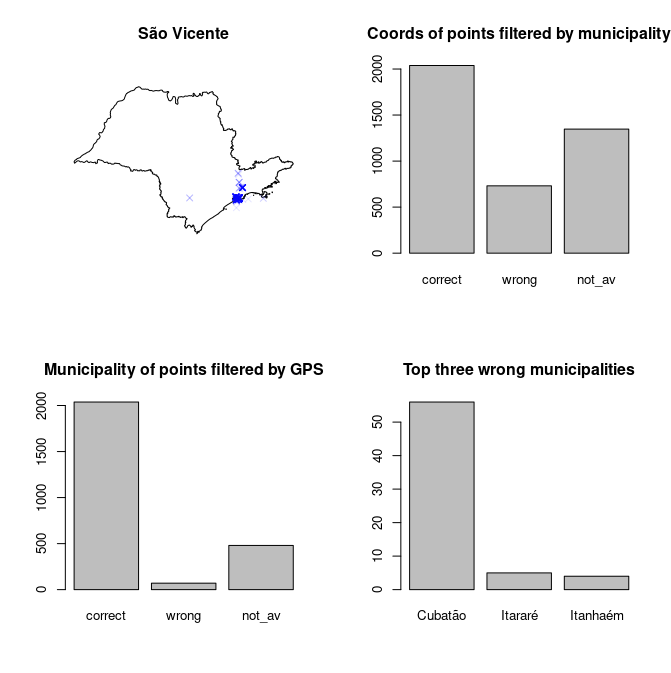 São Vicente
Coords of points filtered by municipality
2000
1500
1000
500
0
correct wrong not_av
Municipality of points filtered by GPS
2000
1500
1000
500
0
correct wrong not_av
Top three wrong municipalities
50
40
30
20
10
0
Cubatão Itararé Itanhaém